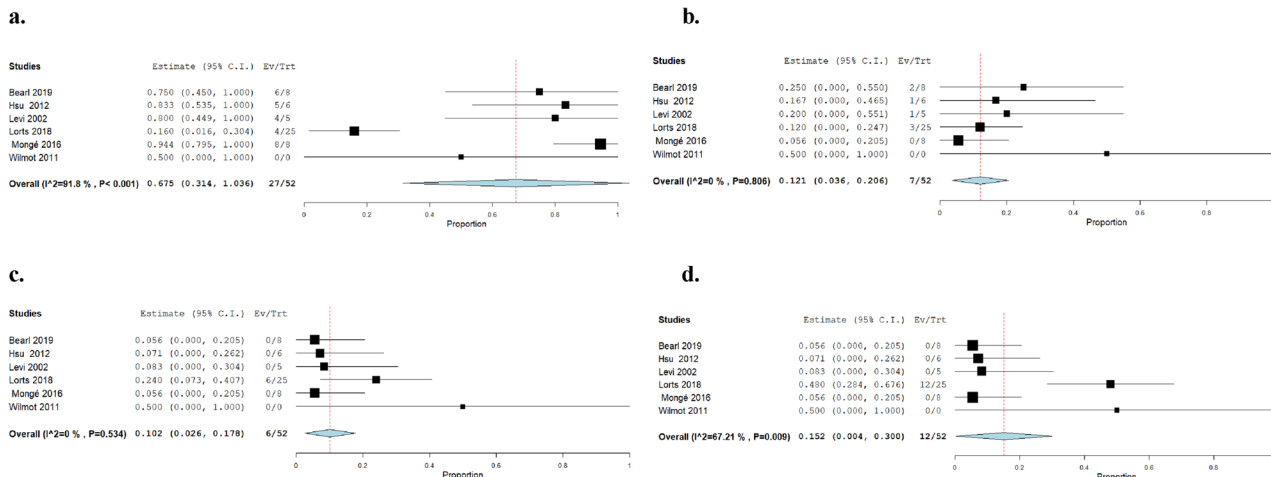 a.
Studies Estimate (95% C.I.) Ev/Trt
Bearl 2019 0.750 (0.450, 1.000) 6/8
Hsu 2012 0.833 (0.535, 1.000) 5/6
Levi 2002 0.800 (0.449, 1.000) 4/5
Lorts 2018 0.160 (0.016, 0.304) 4/25
Mongé 2016 0.944 (0.795, 1.000) 8/8
Wilmot 2011 0.500 (0.000, 1.000) 0/0
Overall (I^2=91.8 % , P< 0.001) 0.675 (0.314, 1.036) 27/52
0 0.2 0.4 0.6 0.8 1
Proportion
b.
Studies Estimate (95% C.I.) Ev/Trt
Bearl 2019 0.250 (0.000, 0.550) 2/8
Hsu 2012 0.167 (0.000, 0.465) 1/6
Levi 2002 0.200 (0.000, 0.551) 1/5
Lorts 2018 0.120 (0.000, 0.247) 3/25
Mongé 2016 0.056 (0.000, 0.205) 0/8
Wilmot 2011 0.500 (0.000, 1.000) 0/0
Overall (I^2=0 % , P=0.806) 0.121 (0.036, 0.206) 7/52
0 0.2 0.4 0.6 0.8
Proportion
c.
Studies Estimate (95% C.I.) Ev/Trt
Bearl 2019 0.056 (0.000, 0.205) 0/8
Hsu 2012 0.071 (0.000, 0.262) 0/6
Levi 2002 0.083 (0.000, 0.304) 0/5
Lorts 2018 0.240 (0.073, 0.407) 6/25
Mongé 2016 0.056 (0.000, 0.205) 0/8
Wilmot 2011 0.500 (0.000, 1.000) 0/0
Overall (I^2=0 % , P=0.534) 0.102 (0.026, 0.178) 6/52
0 0.2 0.4 0.6 0.8 1
Proportion
d.
Studies Estimate (95% C.I.) Ev/Trt
Bearl 2019 0.056 (0.000, 0.205) 0/8
Hsu 2012 0.071 (0.000, 0.262) 0/6
Levi 2002 0.083 (0.000, 0.304) 0/5
Lorts 2018 0.480 (0.284, 0.676) 12/25
Mongé 2016 0.056 (0.000, 0.205) 0/8
Wilmot 2011 0.500 (0.000, 1.000) 0/0
Overall (I^2=67.21 % , P=0.009) 0.152 (0.004, 0.300) 12/52
0 0.2 0.4 0.6 0.8
Proportion